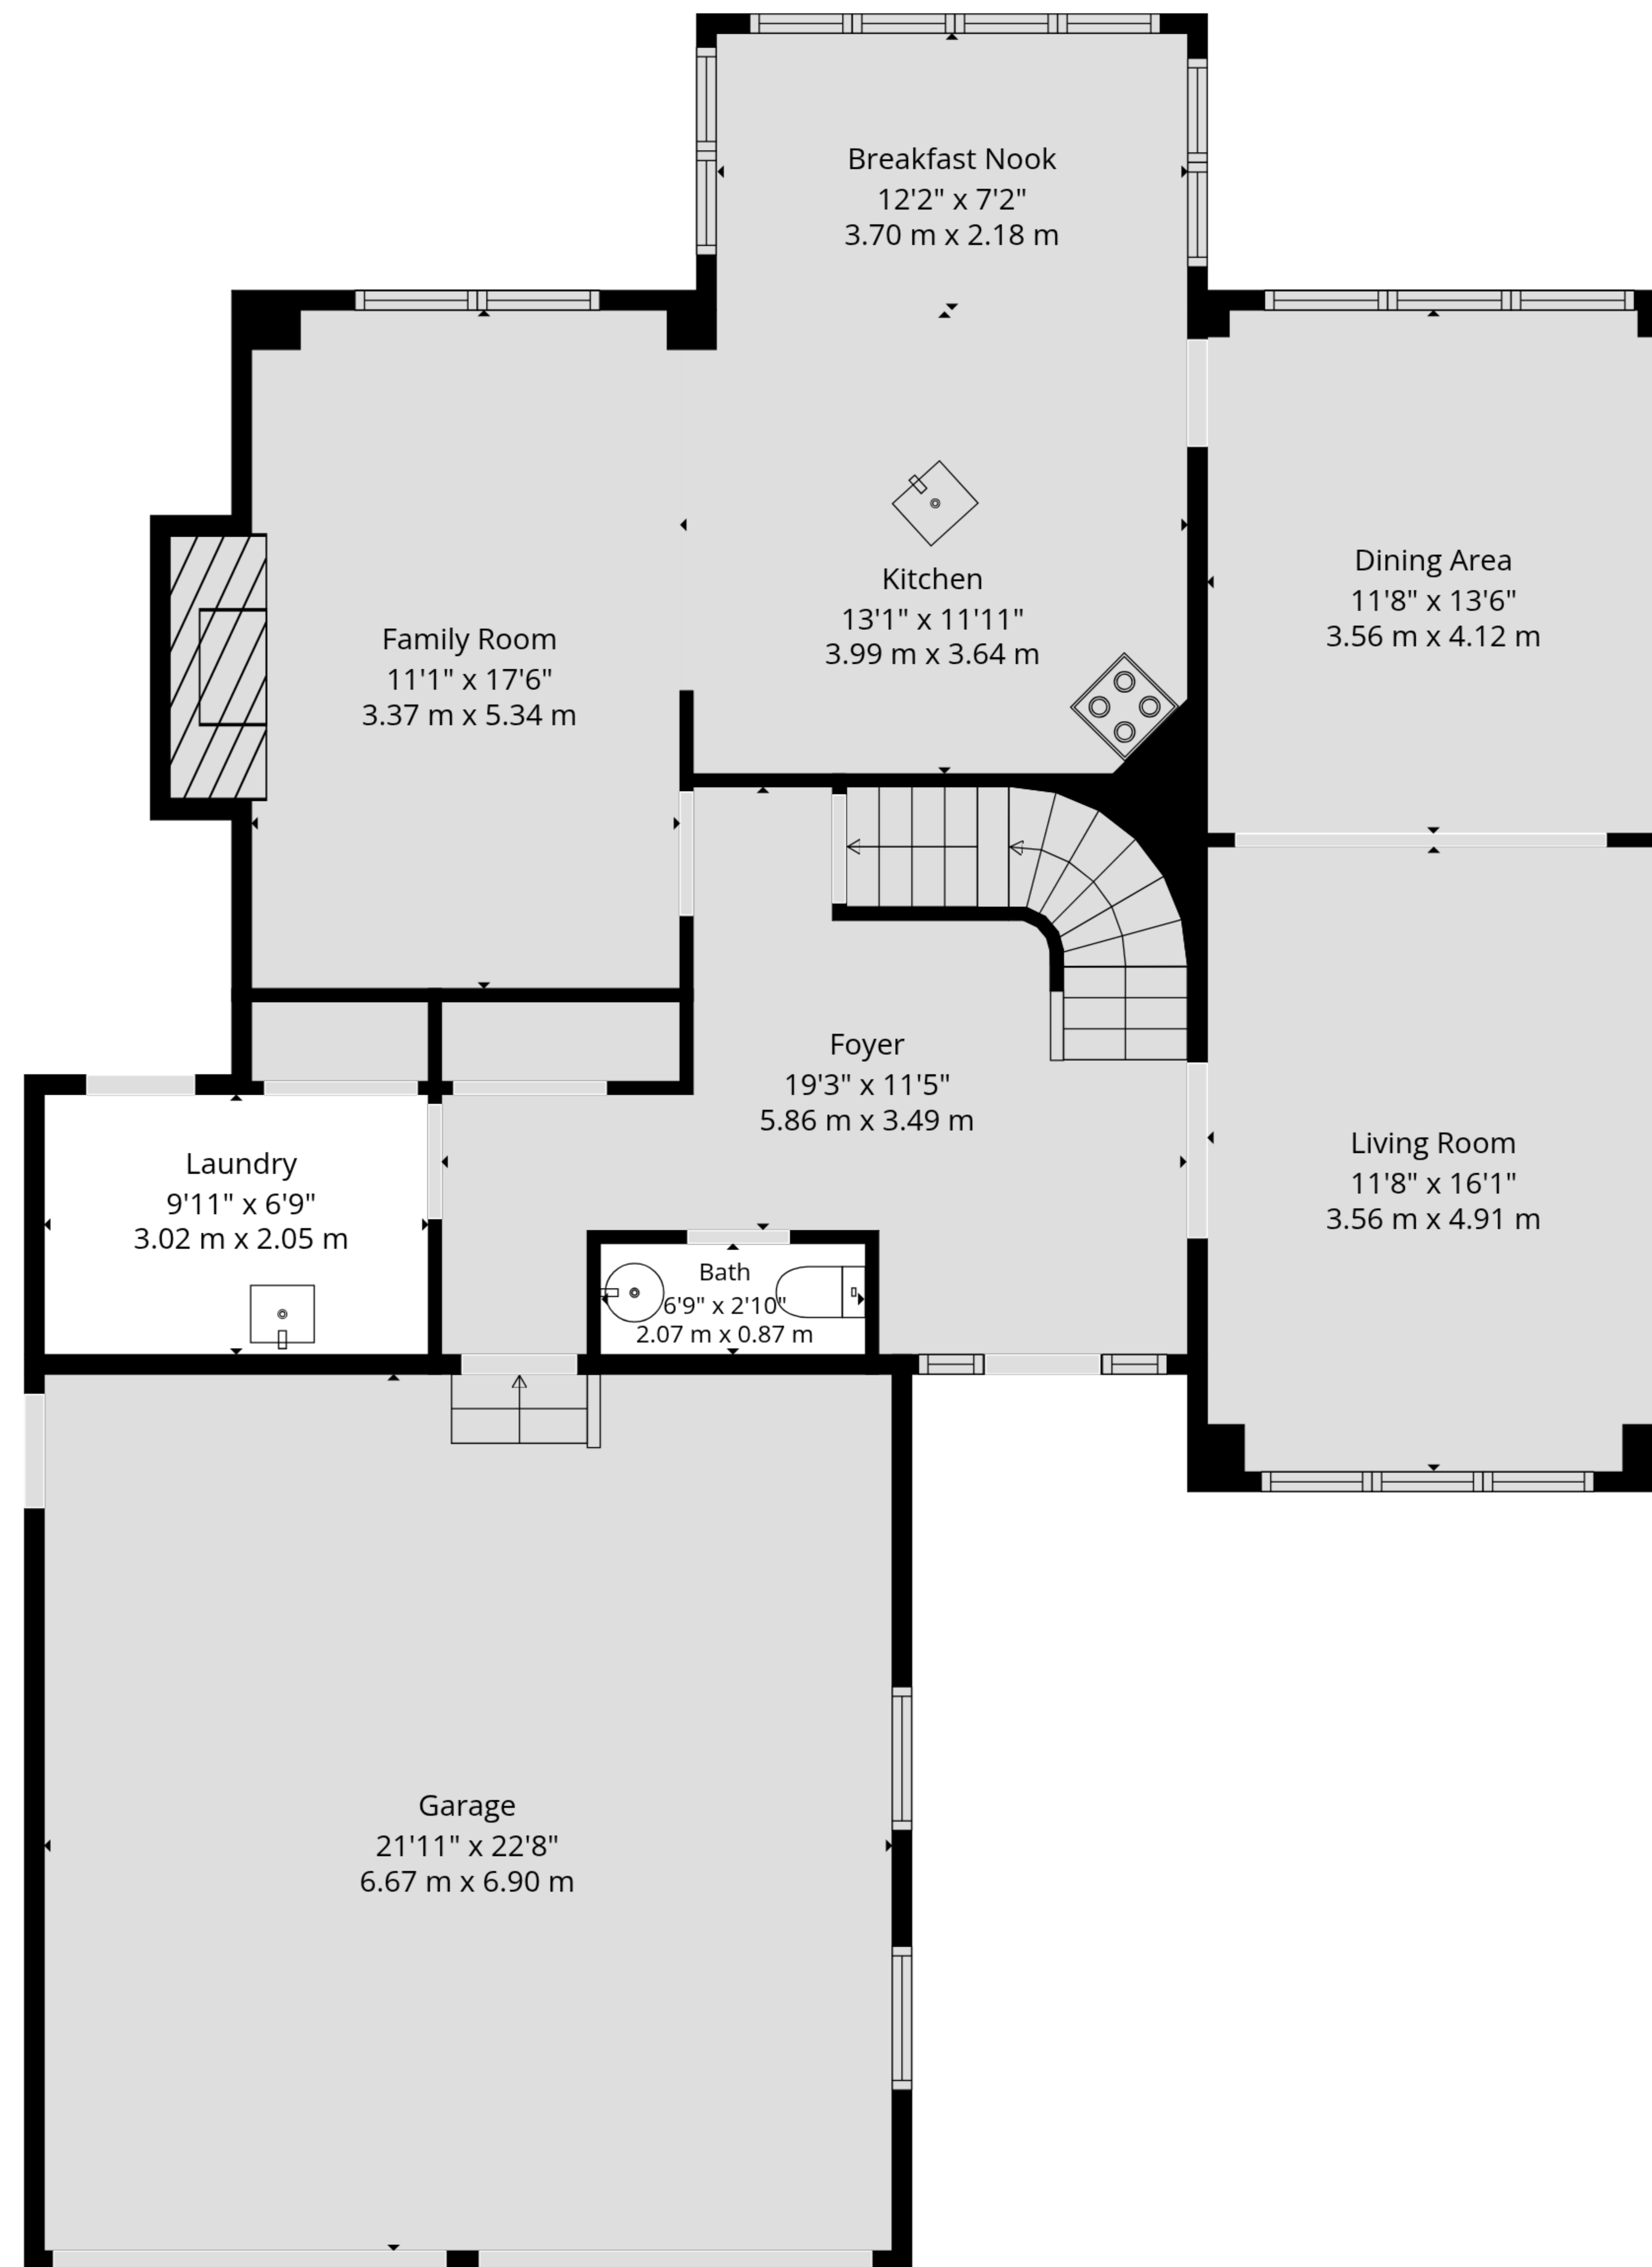 Breakfast Nook
12'2" x 7'2"
3.70 m x 2.18 m
Kitchen
13'1" x 11'11"
3.99 m x 3.64 m
Dining Area
11'8" x 13'6"
3.56 m x 4.12 m
Family Room
11'1" x 17'6"
3.37 m x 5.34 m
Foyer
19'3" x 11'5"
5.86 m x 3.49 m
Living Room
11'8" x 16'1"
3.56 m x 4.91 m
Laundry
9'11" x 6'9"
3.02 m x 2.05 m
Bath
6'9" x 2'10"
2.07 m x 0.87 m
Garage
21'11" x 22'8"
6.67 m x 6.90 m